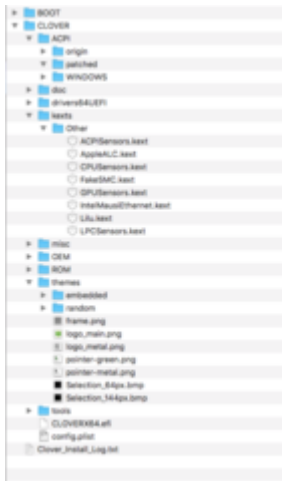 BOOT
CLOVER
ACPI
origin
patched
WINDOWS
doc
drivers64UEFI
kexts
Other
ACPISensors.kext
AppleALC.kext
CPUSensors.kext
FakeSMC.kext
GPUSensors.kext
IntelMausiEthernet.kext
Lilu.kext
LPCSensors.kext
misc
OEM
ROM
themes
embedded
random
frame.png
logo_main.png
logo_metal.png
pointer-green.png
pointer-metal.png
Selection_64px.bmp
Selection_144px.bmp
tools
CLOVERX64.efi
config.plist
Clover_Install_Log.txt